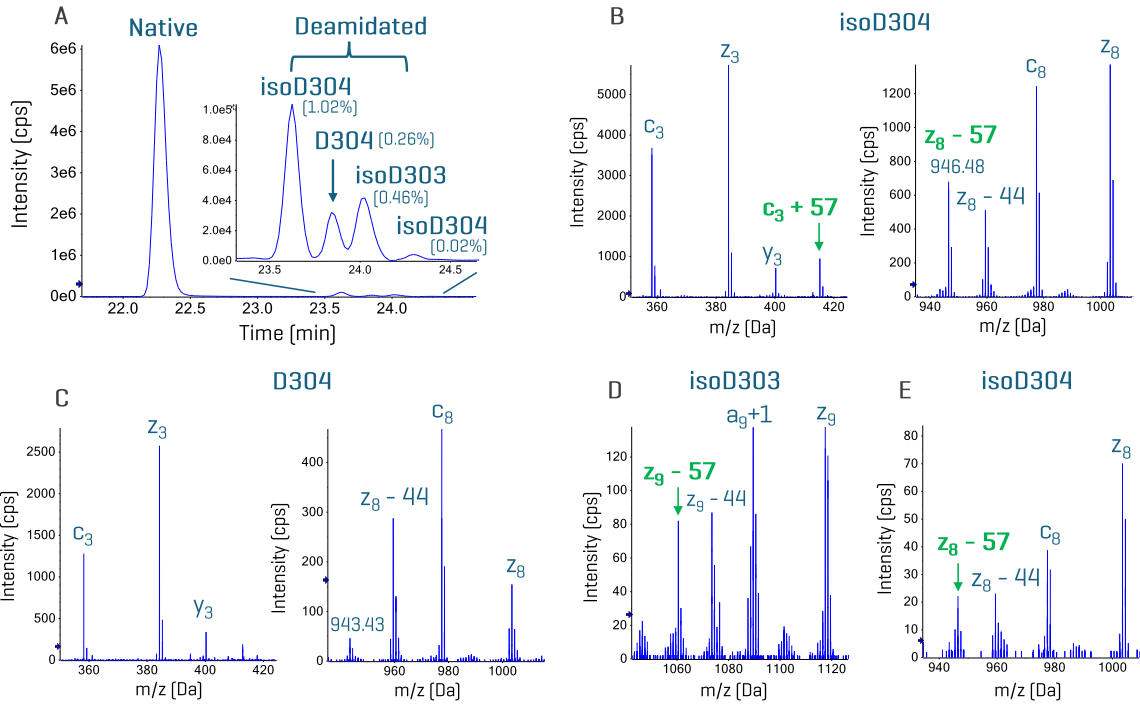 A
Native
Deamidated
isoD304
[1.02%]
D304 [0.26%]
isoD303
[0.46%]
isoD304
[0.02%]
Intensity [cps]
6e6
5e6
4e6
3e6
2e6
1e6
0e0
22.0 22.5 23.0 23.5 24.0
Time [min]
1.0e5
8.0e4
6.0e4
4.0e4
2.0e4
0.0e0
23.5 24.0 24.5
B
isoD304
Intensity [cps]
5000
4000
3000
2000
1000
0
360 380 400 420
m/z [Da]
c3
z3
y3
c3 + 57
Intensity [cps]
1200
1000
800
600
400
200
0
940 960 980 1000
m/z [Da]
z8 – 57
946.48
z8 – 44
c8
z8
C
D304
Intensity [cps]
2500
2000
1500
1000
500
0
360 380 400 420
m/z [Da]
c3
z3
y3
Intensity [cps]
400
300
200
100
0
940 960 980 1000
m/z [Da]
943.43
z8 – 44
c8
z8
D
isoD303
Intensity [cps]
120
100
80
60
40
20
0
1060 1080 1100 1120
m/z [Da]
z9 – 57
z9 – 44
a9+1
z9
E
isoD304
Intensity [cps]
80
70
60
50
40
30
20
10
0
940 960 980 1000
m/z [Da]
z8 – 57
z8 – 44
c8
z8